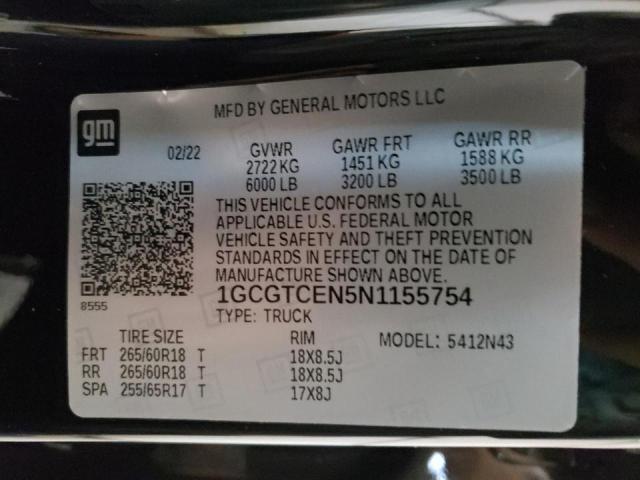 MFD BY GENERAL MOTORS LLC
gm
02/22 GVWR GAWR FRT GAWR RR
2722 KG 1451 KG 1588 KG
6000 LB 3200 LB 3500 LB
THIS VEHICLE CONFORMS TO ALL
APPLICABLE U.S. FEDERAL MOTOR
VEHICLE SAFETY AND THEFT PREVENTION
STANDARDS IN EFFECT ON THE DATE OF
MANUFACTURE SHOWN ABOVE.
8555 1GCGTCEN5N1155754
TYPE: TRUCK
TIRE SIZE RIM MODEL: 5412N43
FRT 265/60R18 T 18X8.5J
RR 265/60R18 T 18X8.5J
SPA 255/65R17 T 17X8J